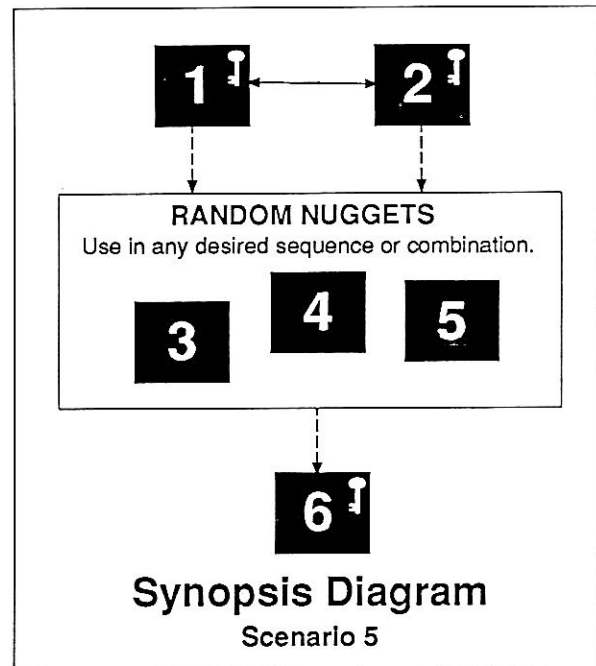 1
2
RANDOM NUGGETS
Use in any desired sequence or combination.
3
4
5
6
Synopsis Diagram
Scenario 5